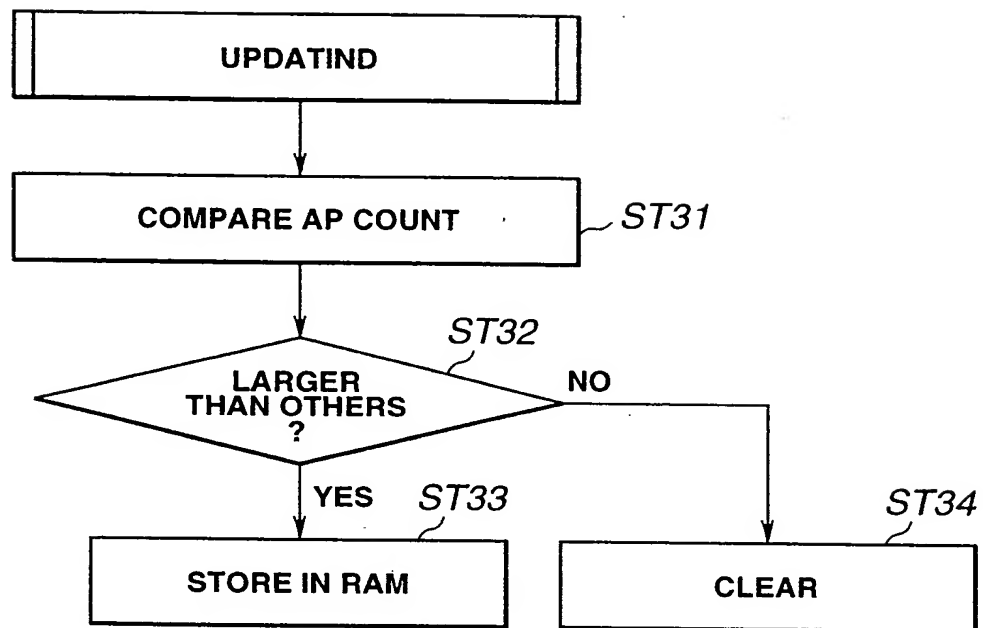 UPDATIND
COMPARE AP COUNT
ST31
ST32
LARGER
THAN OTHERS
?
NO
YES
ST33
ST34
STORE IN RAM
CLEAR